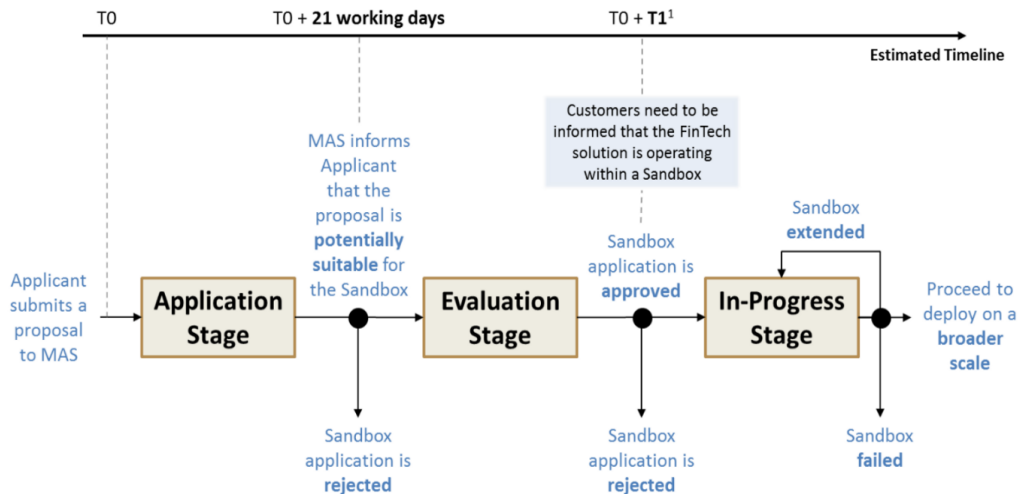 T0
T0 + 21 working days
T0 + T1¹
Estimated Timeline
Customers need to be
informed that the FinTech
solution is operating
within a Sandbox
MAS informs
Applicant
that the
proposal is
potentially
suitable for
the Sandbox
Sandbox
application is
approved
Sandbox
extended
Applicant
submits a
proposal
to MAS
Application
Stage
Evaluation
Stage
In-Progress
Stage
Proceed to
deploy on a
broader
scale
Sandbox
application is
rejected
Sandbox
application is
rejected
Sandbox
failed